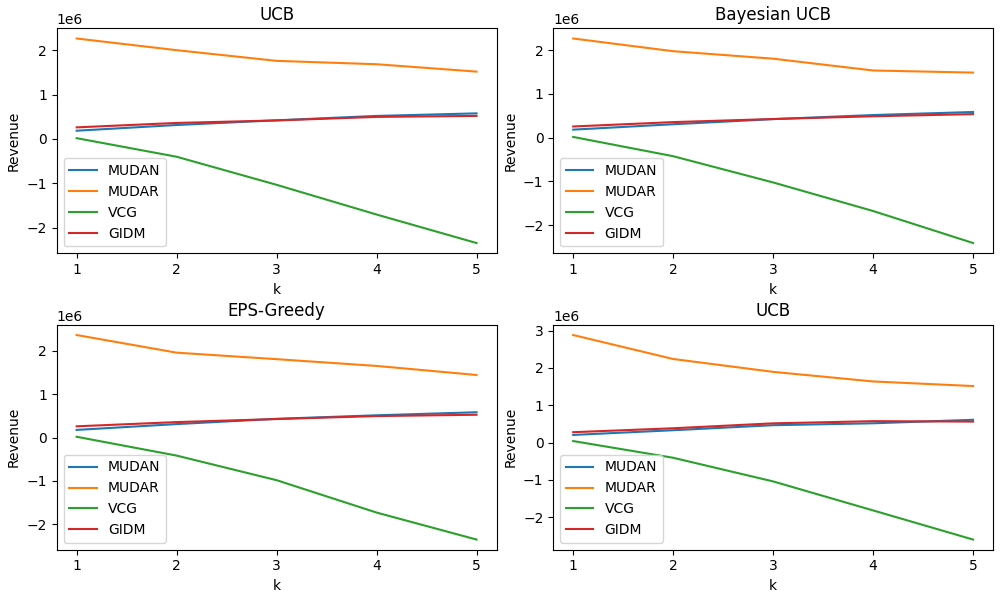 UCB
1e6
Revenue
2
1
0
−1
−2
MUDAN
MUDAR
VCG
GIDM
1 2 3 4 5
k
Bayesian UCB
1e6
Revenue
2
1
0
−1
−2
MUDAN
MUDAR
VCG
GIDM
1 2 3 4 5
k
EPS-Greedy
1e6
Revenue
2
1
0
−1
−2
MUDAN
MUDAR
VCG
GIDM
1 2 3 4 5
k
UCB
1e6
Revenue
3
2
1
0
−1
−2
MUDAN
MUDAR
VCG
GIDM
1 2 3 4 5
k